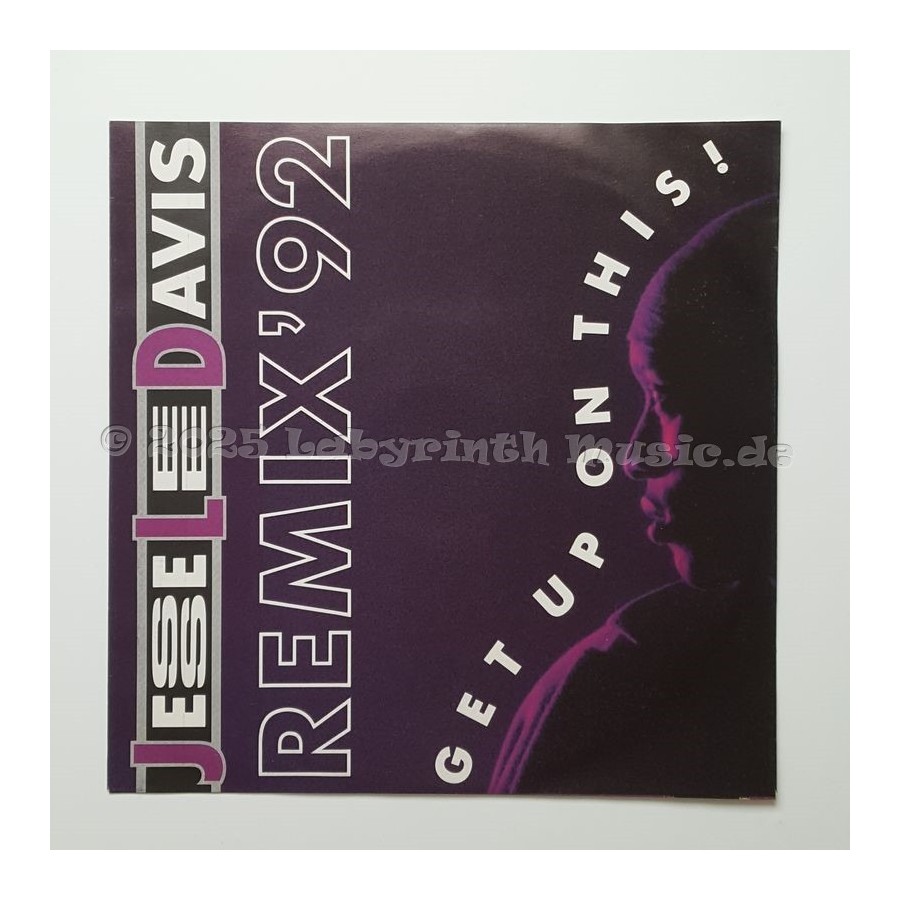 JESSE LEE DAVIS
REMIX'92
GET UP ON THIS!
© 2025 Labyrinth Music.de